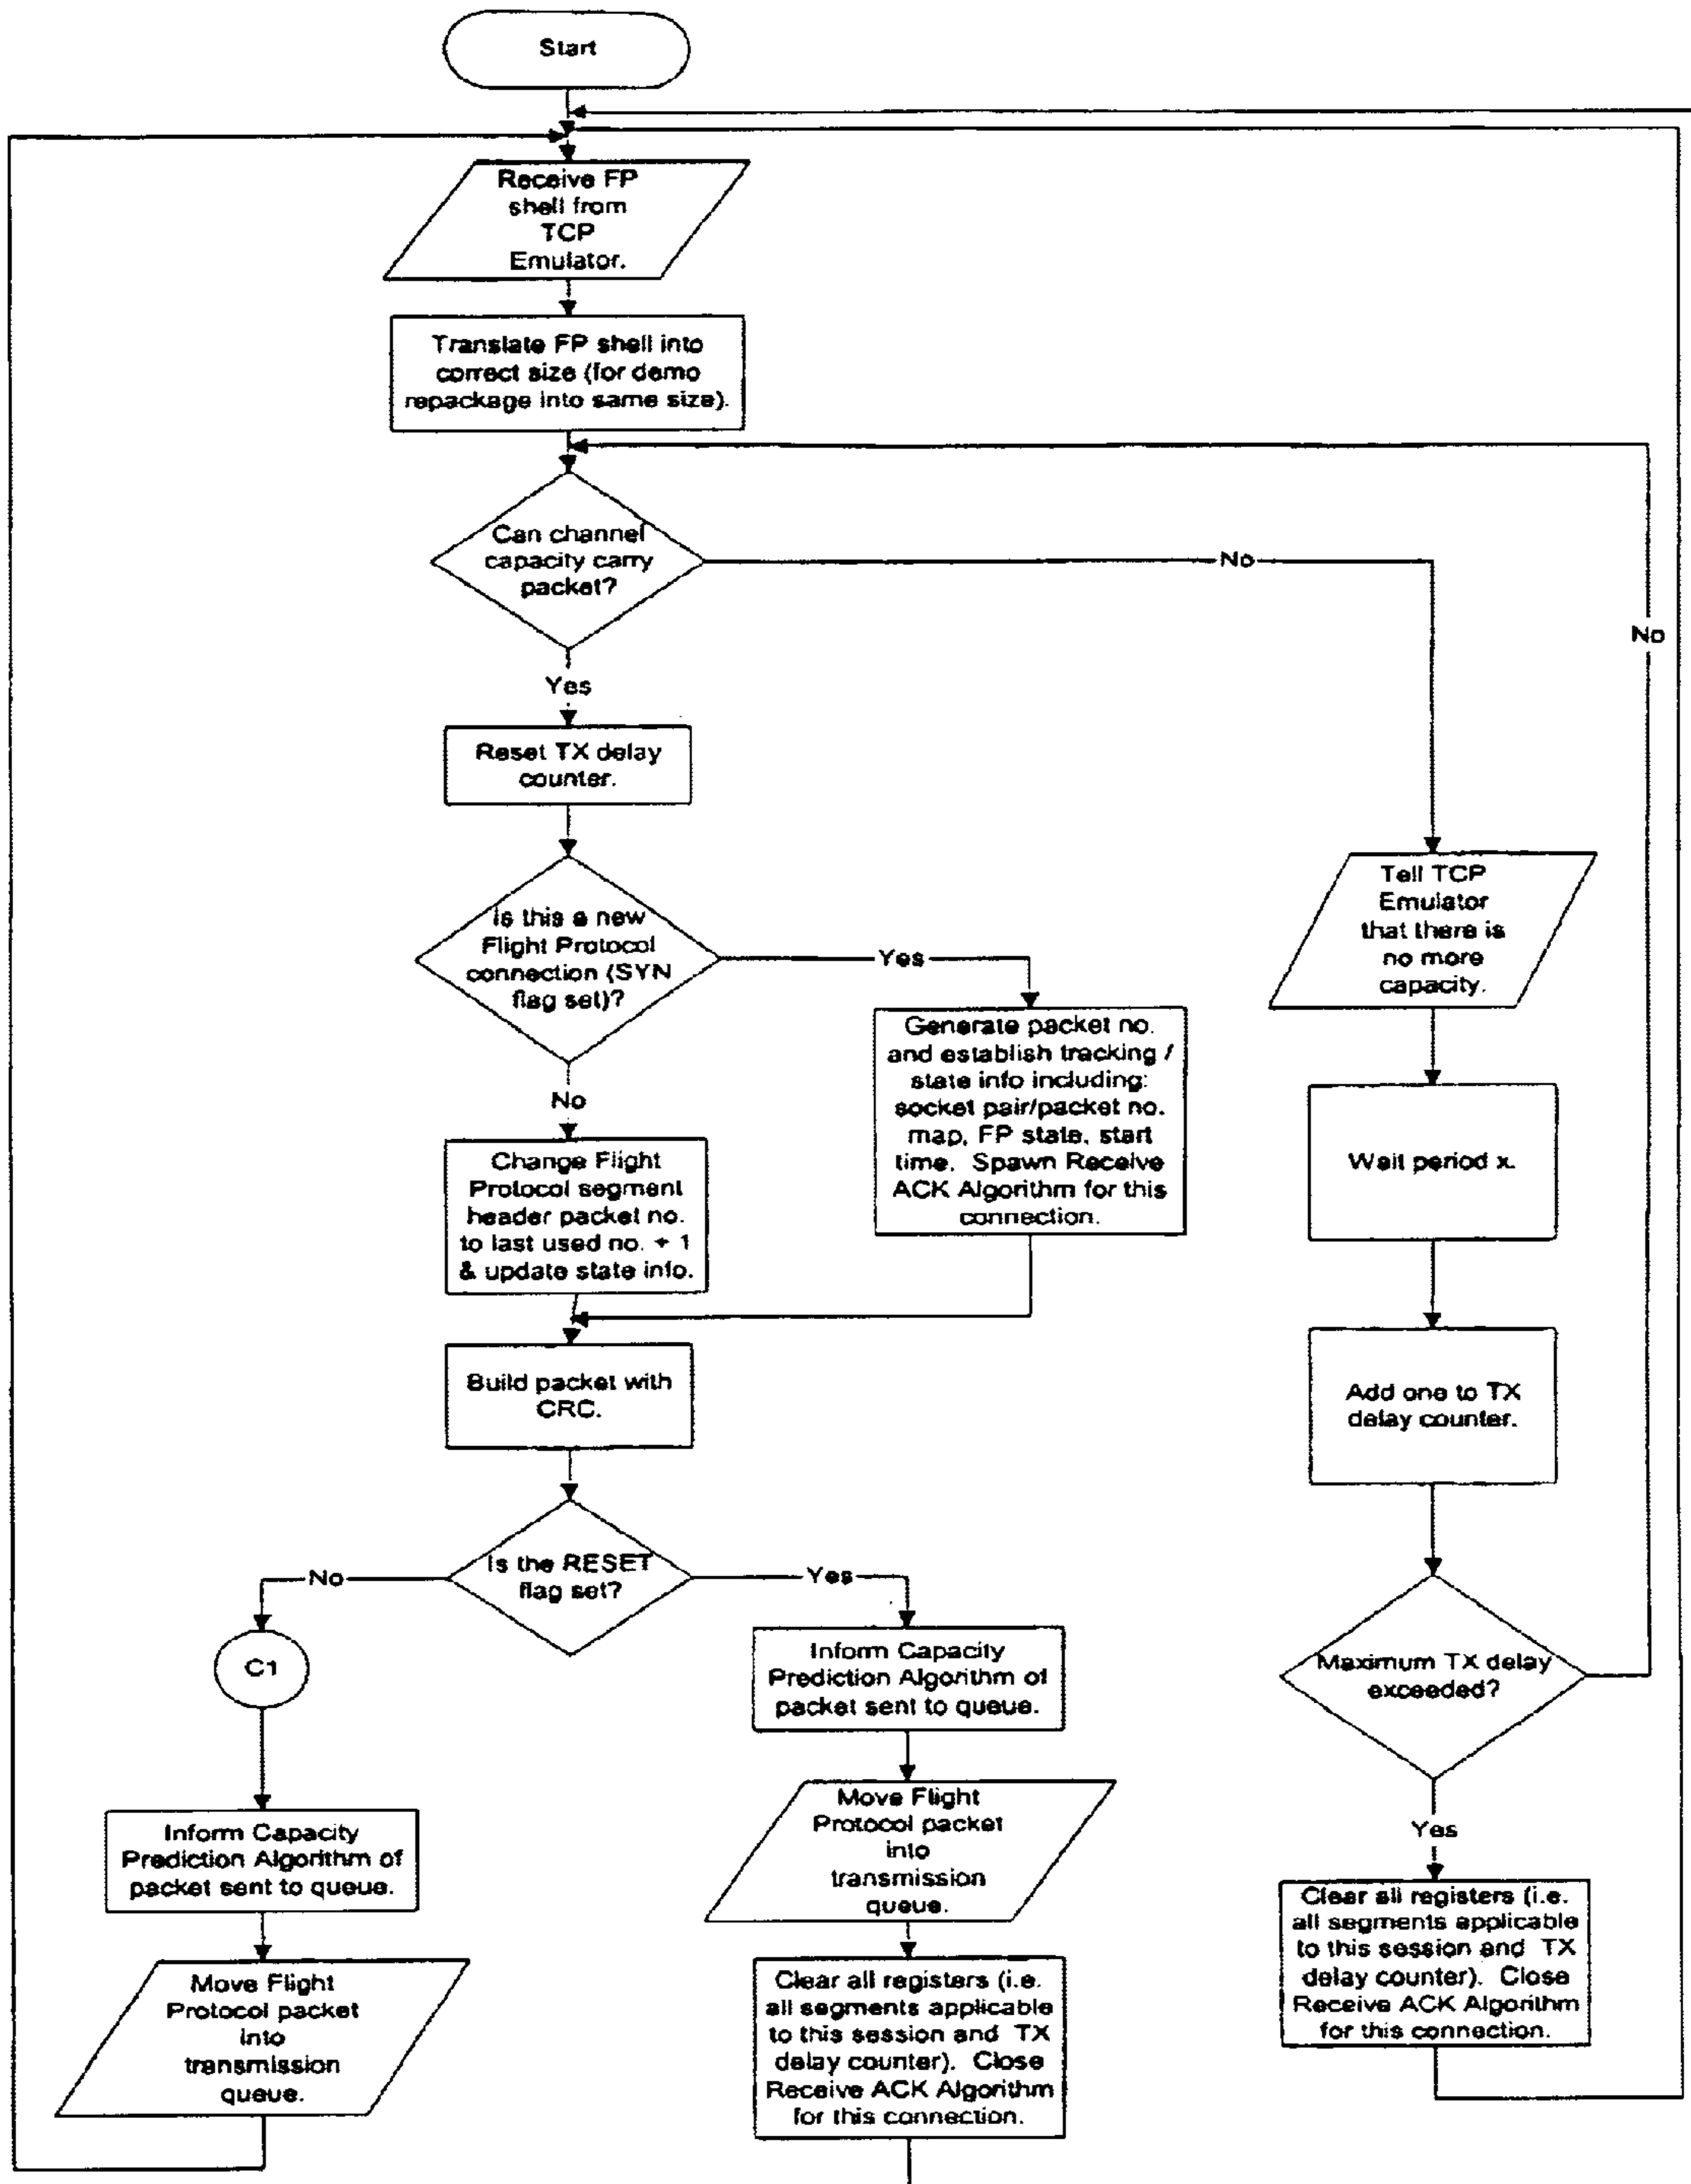 Start
Receive FP
shell from
TCP
Emulator.
Translate FP shell into
correct size (for demo
repackage into same size).
Can channel
capacity carry
packet?
No
No
Yes
Reset TX delay
counter.
Is this a new
Flight Protocol
connection (SYN
flag set)?
Yes
No
Tell TCP
Emulator
that there is
no more
capacity.
Generate packet no.
and establish tracking /
state info including:
socket pair/packet no.
map, FP state, start
time. Spawn Receive
ACK Algorithm for this
connection.
Change Flight
Protocol segment
header packet no.
to last used no. + 1
& update state info.
Wait period x.
Build packet with
CRC.
Add one to TX
delay counter.
Is the RESET
flag set?
No
Yes
C1
Inform Capacity
Prediction Algorithm of
packet sent to queue.
Maximum TX delay
exceeded?
Yes
Inform Capacity
Prediction Algorithm of
packet sent to queue.
Move Flight
Protocol packet
into
transmission
queue.
Clear all registers (i.e.
all segments applicable
to this session and TX
delay counter). Close
Receive ACK Algorithm
for this connection.
Move Flight
Protocol packet
into
transmission
queue.
Clear all registers (i.e.
all segments applicable
to this session and TX
delay counter). Close
Receive ACK Algorithm
for this connection.